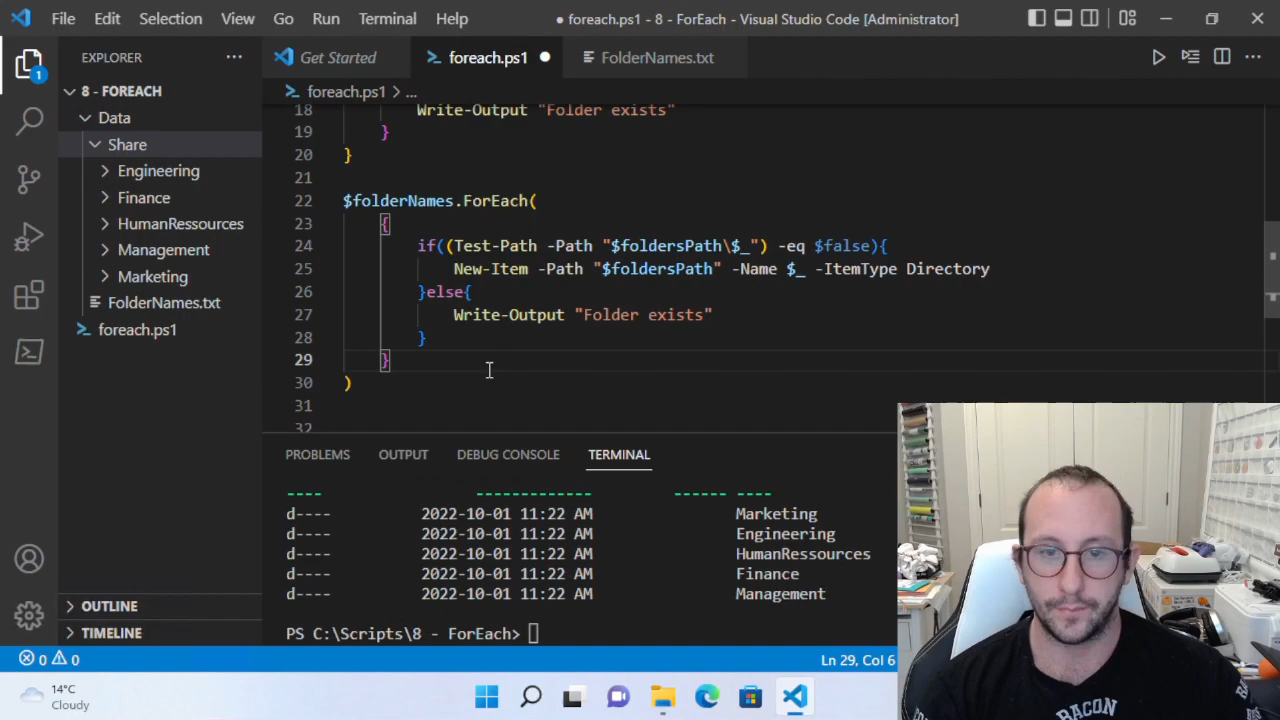 File Edit Selection View Go Run Terminal Help
● foreach.ps1 - 8 - ForEach - Visual Studio Code [Administrator]
EXPLORER ...
Get Started
foreach.ps1 ●
FolderNames.txt
...
1
8 - FOREACH
Data
Share
Engineering
Finance
HumanRessources
Management
Marketing
FolderNames.txt
foreach.ps1
OUTLINE
TIMELINE
foreach.ps1 > ...
18 Write-Output "Folder exists"
19 }
20 }
21
22 $folderNames.ForEach(
23 {
24 if((Test-Path -Path "$foldersPath\$_") -eq $false){
25 New-Item -Path "$foldersPath" -Name $_ -ItemType Directory
26 }else{
27 Write-Output "Folder exists"
28 }
29 }
30 )
31
32
PROBLEMS OUTPUT DEBUG CONSOLE TERMINAL
---- ------------- ------ ----
d---- 2022-10-01 11:22 AM Marketing
d---- 2022-10-01 11:22 AM Engineering
d---- 2022-10-01 11:22 AM HumanRessources
d---- 2022-10-01 11:22 AM Finance
d---- 2022-10-01 11:22 AM Management
PS C:\Scripts\8 - ForEach>
0 0
Ln 29, Col 6
14°C
Cloudy
BACON